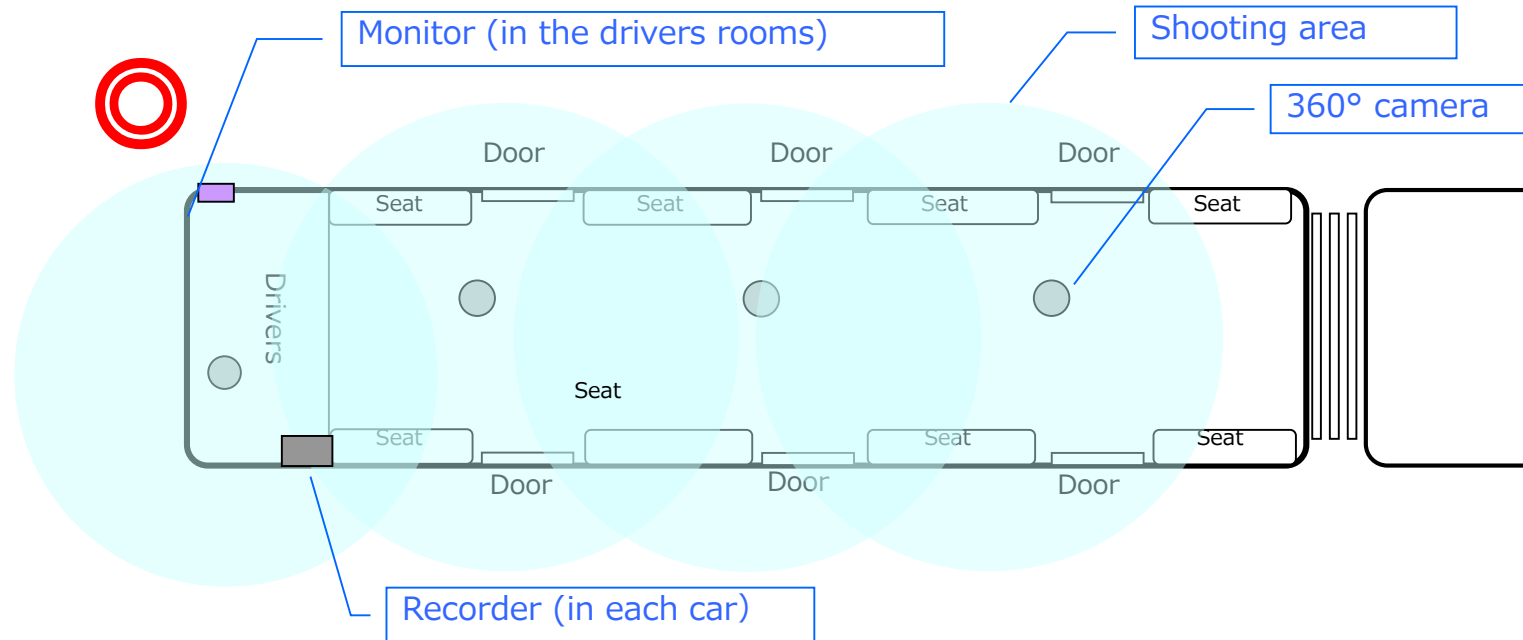 Monitor (in the drivers rooms)
Shooting area
360° camera
Door
Door
Door
Seat
Seat
Seat
Seat
Drivers
Seat
Seat
Seat
Seat
Door
Door
Door
Recorder (in each car)